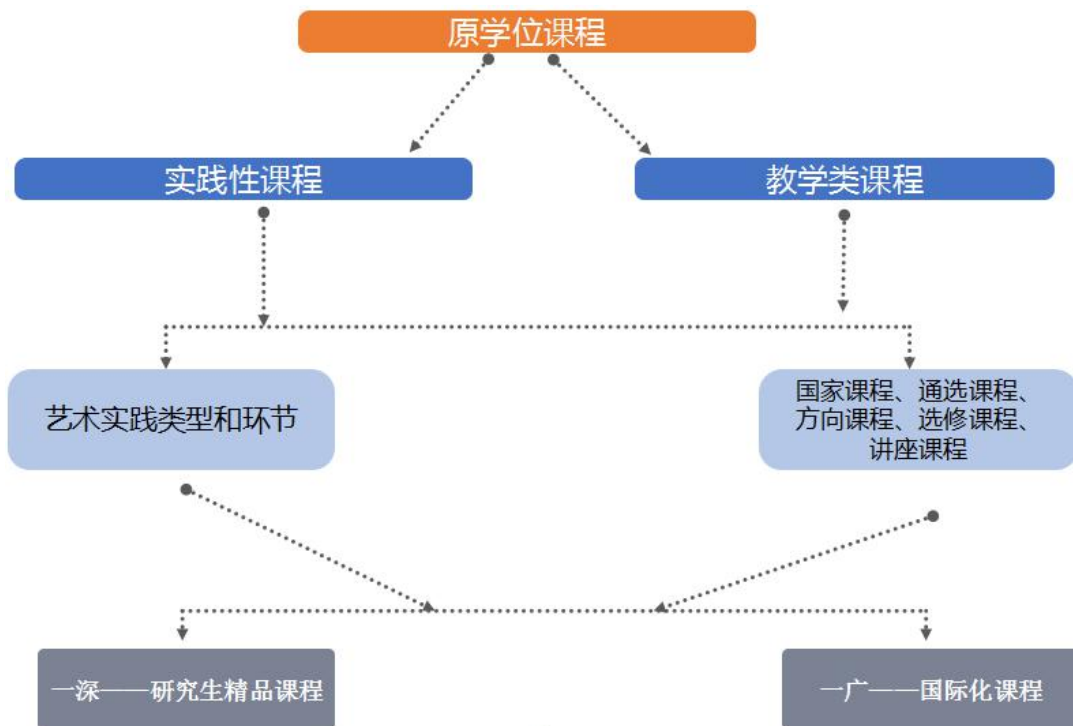 原学位课程
实践性课程
教学类课程
艺术实践类型和环节
国家课程、通选课程、
方向课程、选修课程、
讲座课程
一深——研究生精品课程
一广——国际化课程